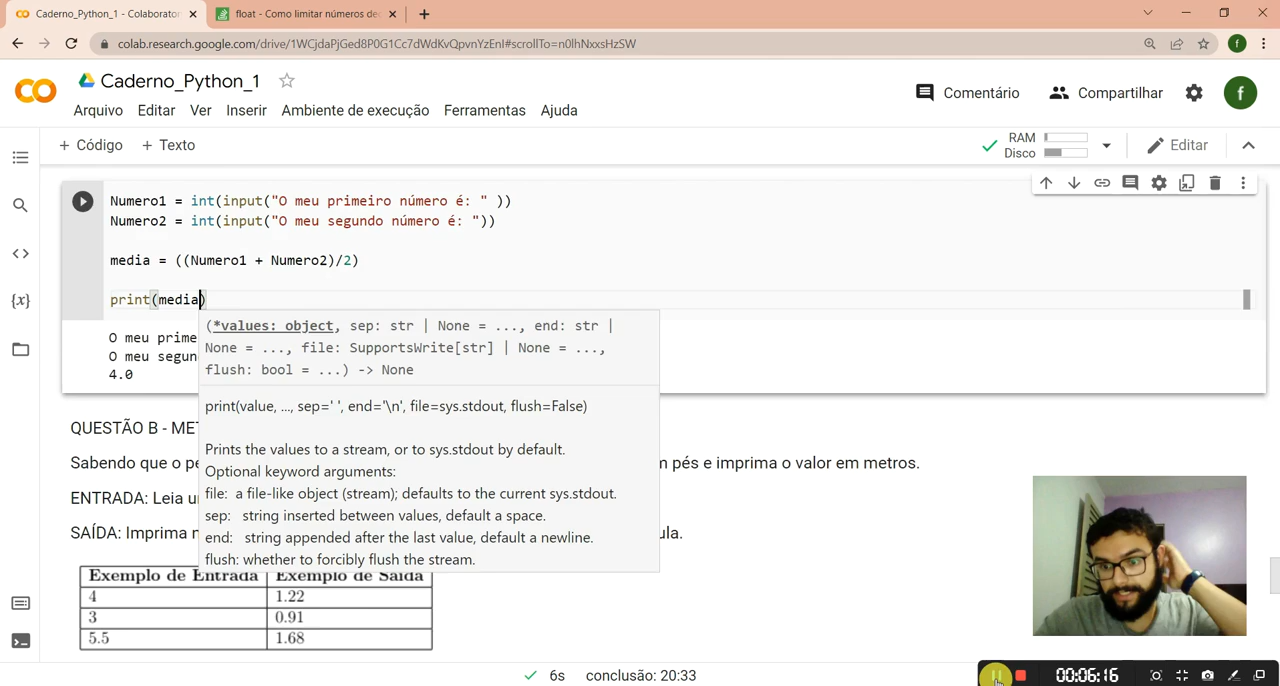 Caderno_Python_1 - Colaborator
float - Como limitar números de
colab.research.google.com/drive/1WCjdaPjGed8P0G1Cc7dWdKvQpvnYzEnI#scrollTo=n0lhNxxsHzSW
f
Caderno_Python_1
Arquivo Editar Ver Inserir Ambiente de execução Ferramentas Ajuda
Comentário
Compartilhar
f
+ Código + Texto
RAM
Disco
Editar
Numero1 = int(input("O meu primeiro número é: " ))
Numero2 = int(input("O meu segundo número é: "))
media = ((Numero1 + Numero2)/2)
print(media)
(*values: object, sep: str | None = ..., end: str |
None = ..., file: SupportsWrite[str] | None = ...,
flush: bool = ...) -> None
print(value, ..., sep=' ', end='\n', file=sys.stdout, flush=False)
Prints the values to a stream, or to sys.stdout by default.
Optional keyword arguments:
file: a file-like object (stream); defaults to the current sys.stdout.
sep: string inserted between values, default a space.
end: string appended after the last value, default a newline.
flush: whether to forcibly flush the stream.
O meu prime
O meu segun
4.0
QUESTÃO B - ME
Sabendo que o pé m pés e imprima o valor em metros.
ENTRADA: Leia u
SAÍDA: Imprima n ula.
Exemplo de Entrada Exemplo de Saída
4 1.22
3 0.91
5.5 1.68
6s conclusão: 20:33
00:06:16